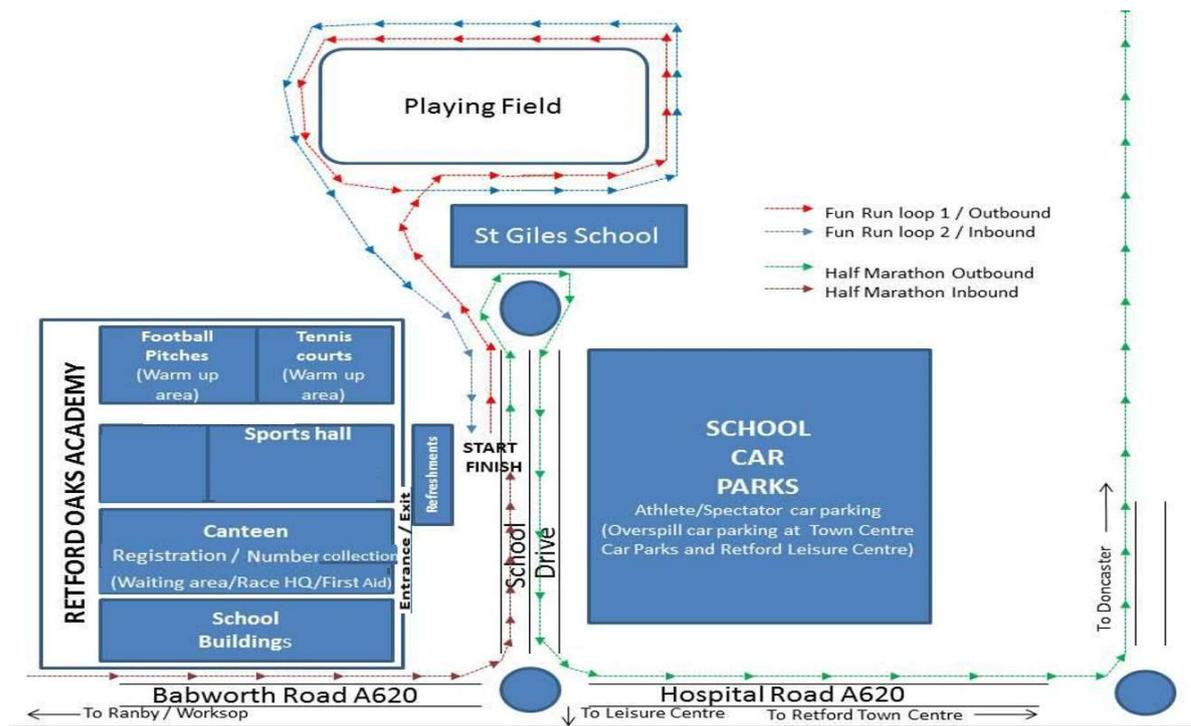 Playing Field
St Giles School
Fun Run loop 1 / Outbound
Fun Run loop 2 / Inbound
Half Marathon Outbound
Half Marathon Inbound
RETFORD OAKS ACADEMY
Football
Pitches
(Warm up
area)
Tennis
courts
(Warm up
area)
Sports hall
Canteen
Registration / Number collection
(Waiting area/Race HQ/First Aid)
School
Buildings
Entrance / Exit
Refreshments
START
FINISH
School
Drive
SCHOOL
CAR
PARKS
Athlete/Spectator car parking
(Overspill car parking at Town Centre
Car Parks and Retford Leisure Centre)
To Doncaster
Babworth Road A620
Hospital Road A620
To Ranby / Worksop
To Leisure Centre
To Retford Town Centre